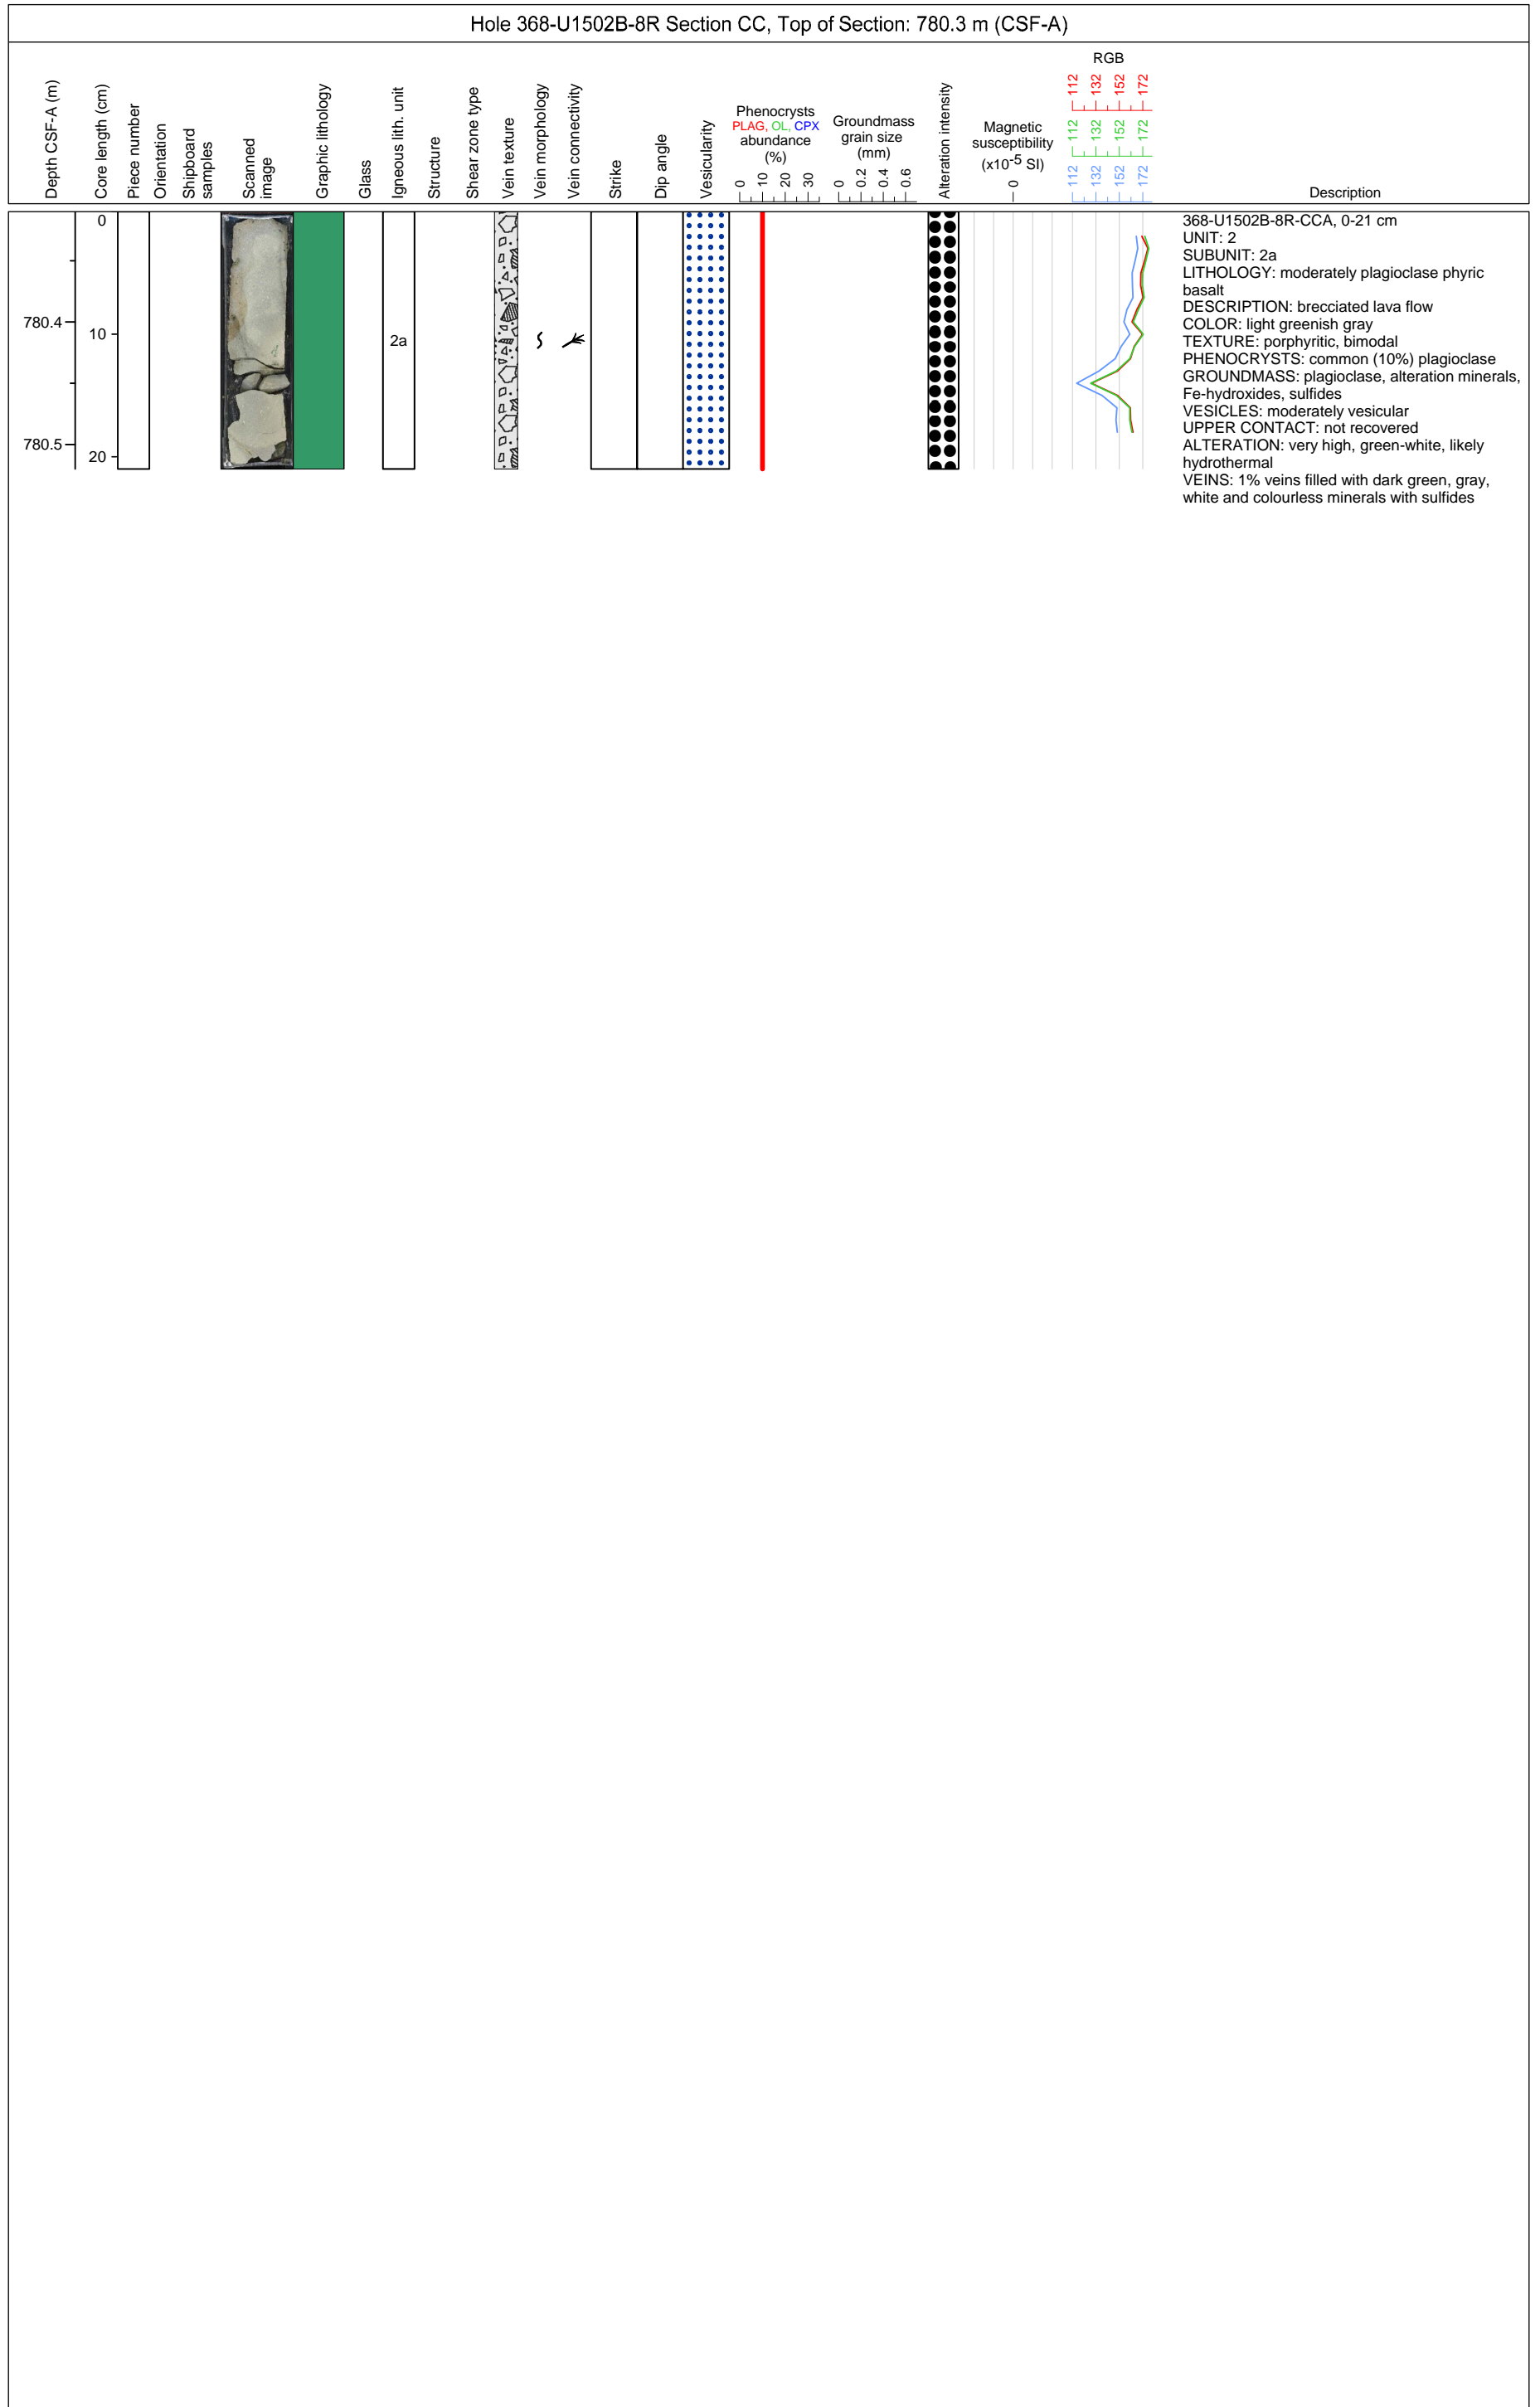 Hole 368-U1502B-8R Section CC, Top of Section: 780.3 m (CSF-A)
Depth CSF-A (m)
Core length (cm)
Piece number
Orientation
Shipboard
samples
Scanned
image
Graphic lithology
Glass
Igneous lith. unit
Structure
Shear zone type
Vein texture
Vein morphology
Vein connectivity
Strike
Dip angle
Vesicularity
Phenocrysts
PLAG, OL, CPX
abundance
(%)
0 10 20 30
Groundmass
grain size
(mm)
0 0.2 0.4 0.6
Alteration intensity
Magnetic
susceptibility
(x10-5 SI)
0
RGB
112 132 152 172
112 132 152 172
112 132 152 172
Description
780.4
780.5
0
10
20
2a
368-U1502B-8R-CCA, 0-21 cm
UNIT: 2
SUBUNIT: 2a
LITHOLOGY: moderately plagioclase phyric
basalt
DESCRIPTION: brecciated lava flow
COLOR: light greenish gray
TEXTURE: porphyritic, bimodal
PHENOCRYSTS: common (10%) plagioclase
GROUNDMASS: plagioclase, alteration minerals,
Fe-hydroxides, sulfides
VESICLES: moderately vesicular
UPPER CONTACT: not recovered
ALTERATION: very high, green-white, likely
hydrothermal
VEINS: 1% veins filled with dark green, gray,
white and colourless minerals with sulfides